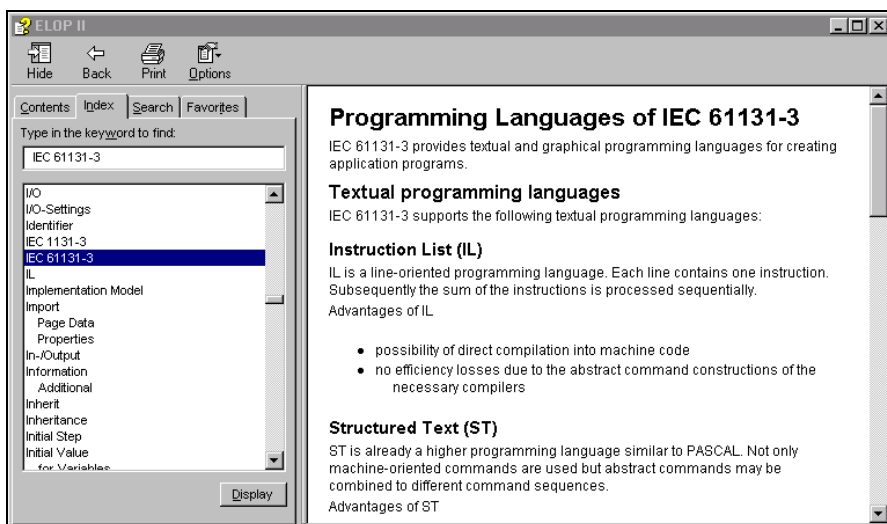 ELOP II
Hide Back Print Options
Contents Index Search Favorites
Type in the keyword to find:
IEC 61131-3
I/O
I/O-Settings
Identifier
IEC 1131-3
IEC 61131-3
IL
Implementation Model
Import
Page Data
Properties
In-/Output
Information
Additional
Inherit
Inheritance
Initial Step
Initial Value
for Variables
Display
Programming Languages of IEC 61131-3
IEC 61131-3 provides textual and graphical programming languages for creating
application programs.
Textual programming languages
IEC 61131-3 supports the following textual programming languages:
Instruction List (IL)
IL is a line-oriented programming language. Each line contains one instruction.
Subsequently the sum of the instructions is processed sequentially.
Advantages of IL
• possibility of direct compilation into machine code
• no efficiency losses due to the abstract command constructions of the
necessary compilers
Structured Text (ST)
ST is already a higher programming language similar to PASCAL. Not only
machine-oriented commands are used but abstract commands may be
combined to different command sequences.
Advantages of ST